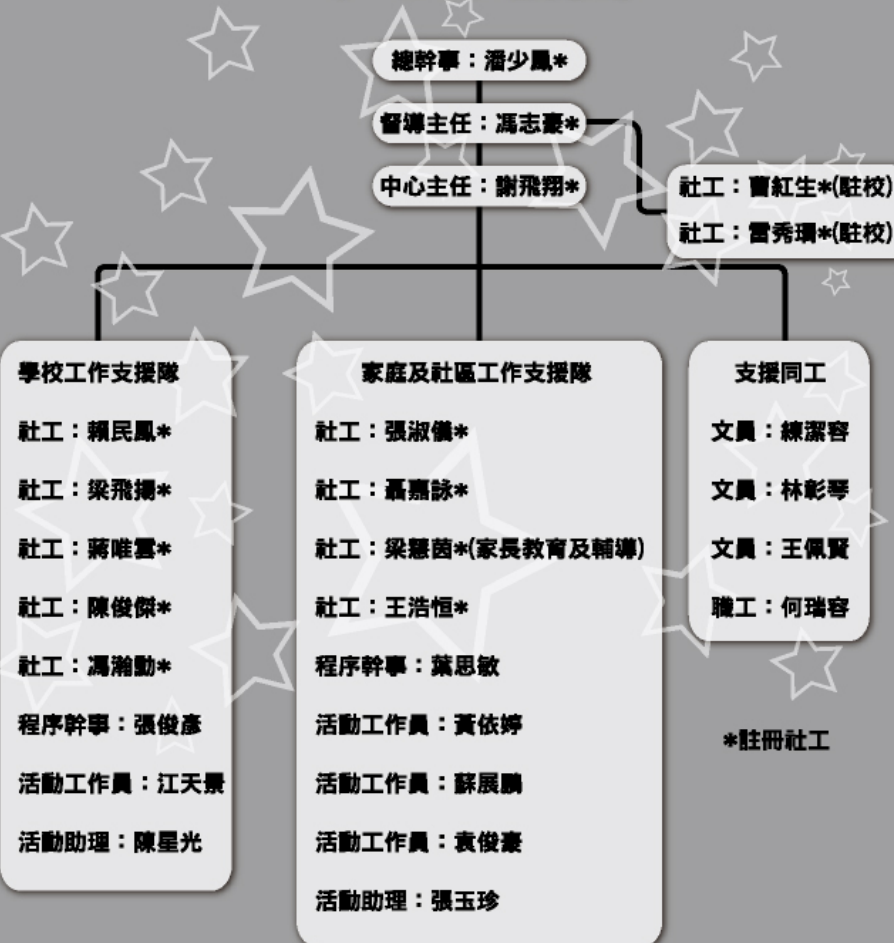 總幹事：潘少鳳*
督導主任：馮志豪*
中心主任：謝飛翔*
社工：曹紅生*(駐校)
社工：雷秀珊*(駐校)
學校工作支援隊
社工：賴民鳳*
社工：梁飛揚*
社工：蔣唯雲*
社工：陳俊傑*
社工：馮瀚勳*
程序幹事：張俊彥
活動工作員：江天景
活動助理：陳星光
家庭及社區工作支援隊
社工：張淑儀*
社工：聶嘉詠*
社工：梁慧茵*(家長教育及輔導)
社工：王浩恒*
程序幹事：葉思敏
活動工作員：黃依婷
活動工作員：蘇展鵬
活動工作員：袁俊豪
活動助理：張玉珍
支援同工
文員：練潔容
文員：林彰琴
文員：王佩賢
職工：何瑞容
*註冊社工